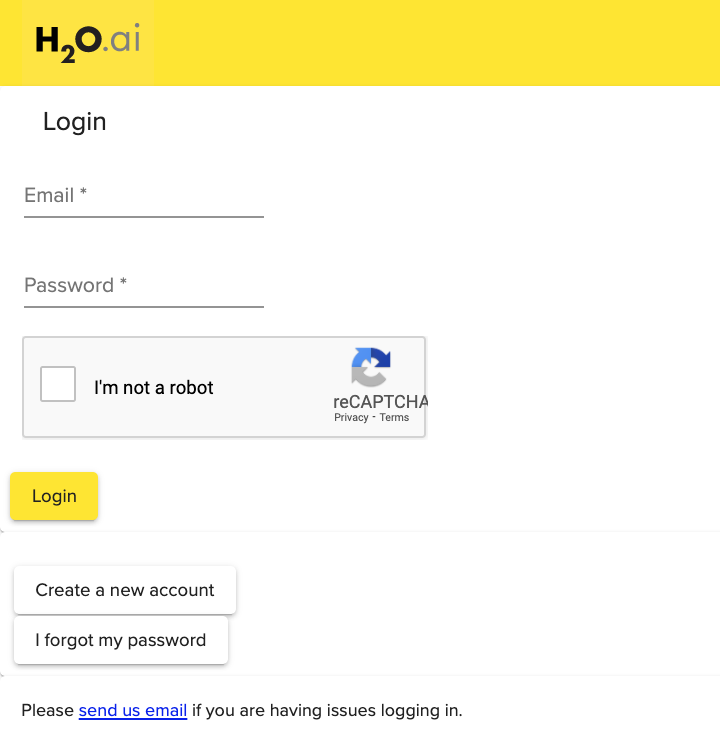 H2O.ai
Login
Email *
Password *
I'm not a robot
reCAPTCHA
Privacy - Terms
Login
Create a new account
I forgot my password
Please send us email if you are having issues logging in.